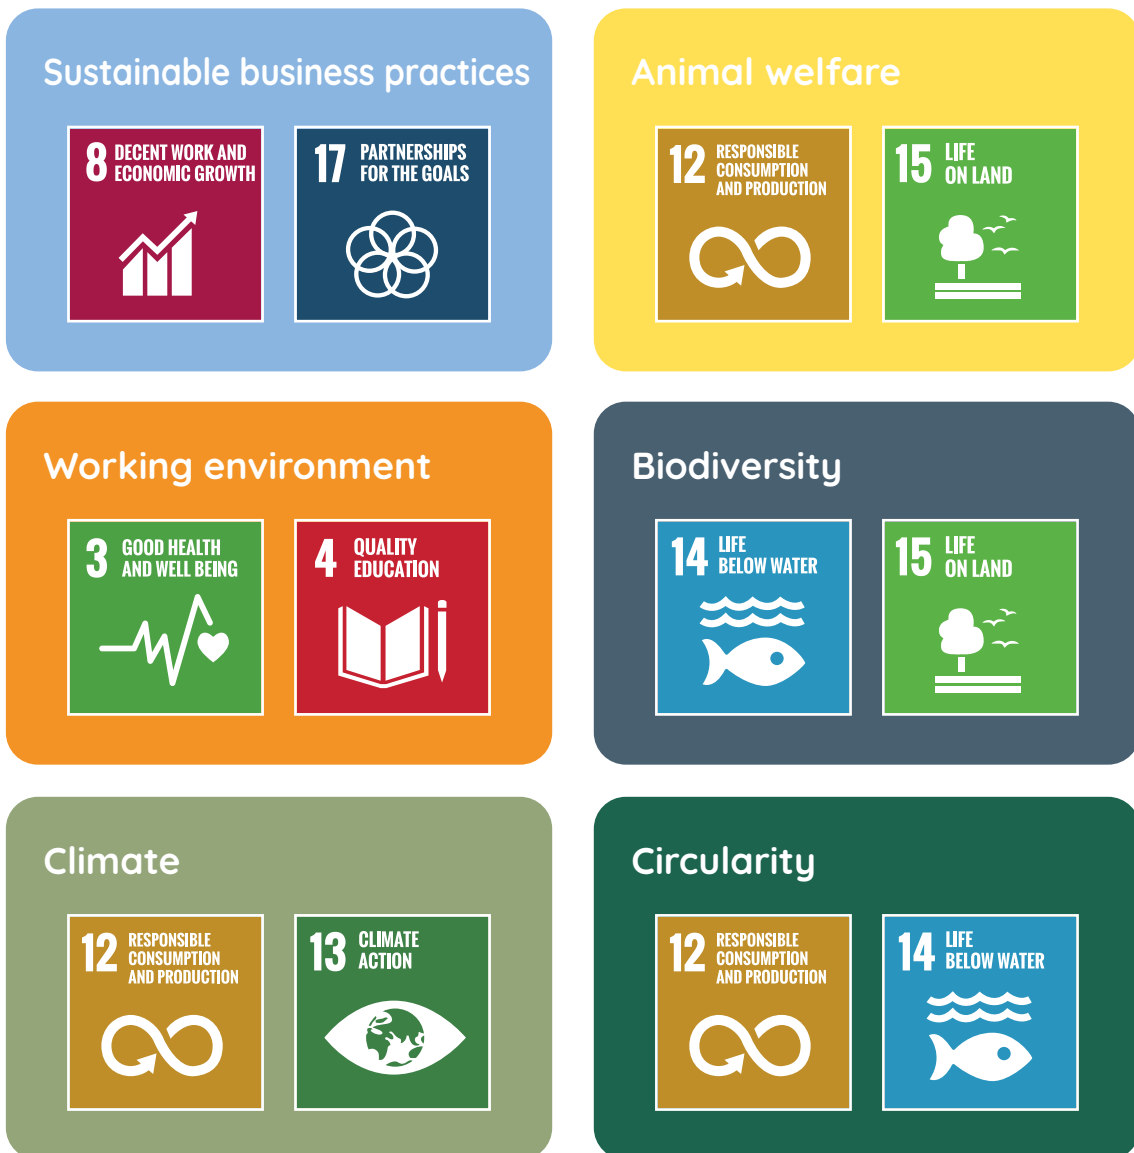 Sustainable business practices
8 DECENT WORK AND
ECONOMIC GROWTH
17 PARTNERSHIPS
FOR THE GOALS
Animal welfare
12 RESPONSIBLE
CONSUMPTION
AND PRODUCTION
15 LIFE
ON LAND
Working environment
3 GOOD HEALTH
AND WELL BEING
4 QUALITY
EDUCATION
Biodiversity
14 LIFE
BELOW WATER
15 LIFE
ON LAND
Climate
12 RESPONSIBLE
CONSUMPTION
AND PRODUCTION
13 CLIMATE
ACTION
Circularity
12 RESPONSIBLE
CONSUMPTION
AND PRODUCTION
14 LIFE
BELOW WATER